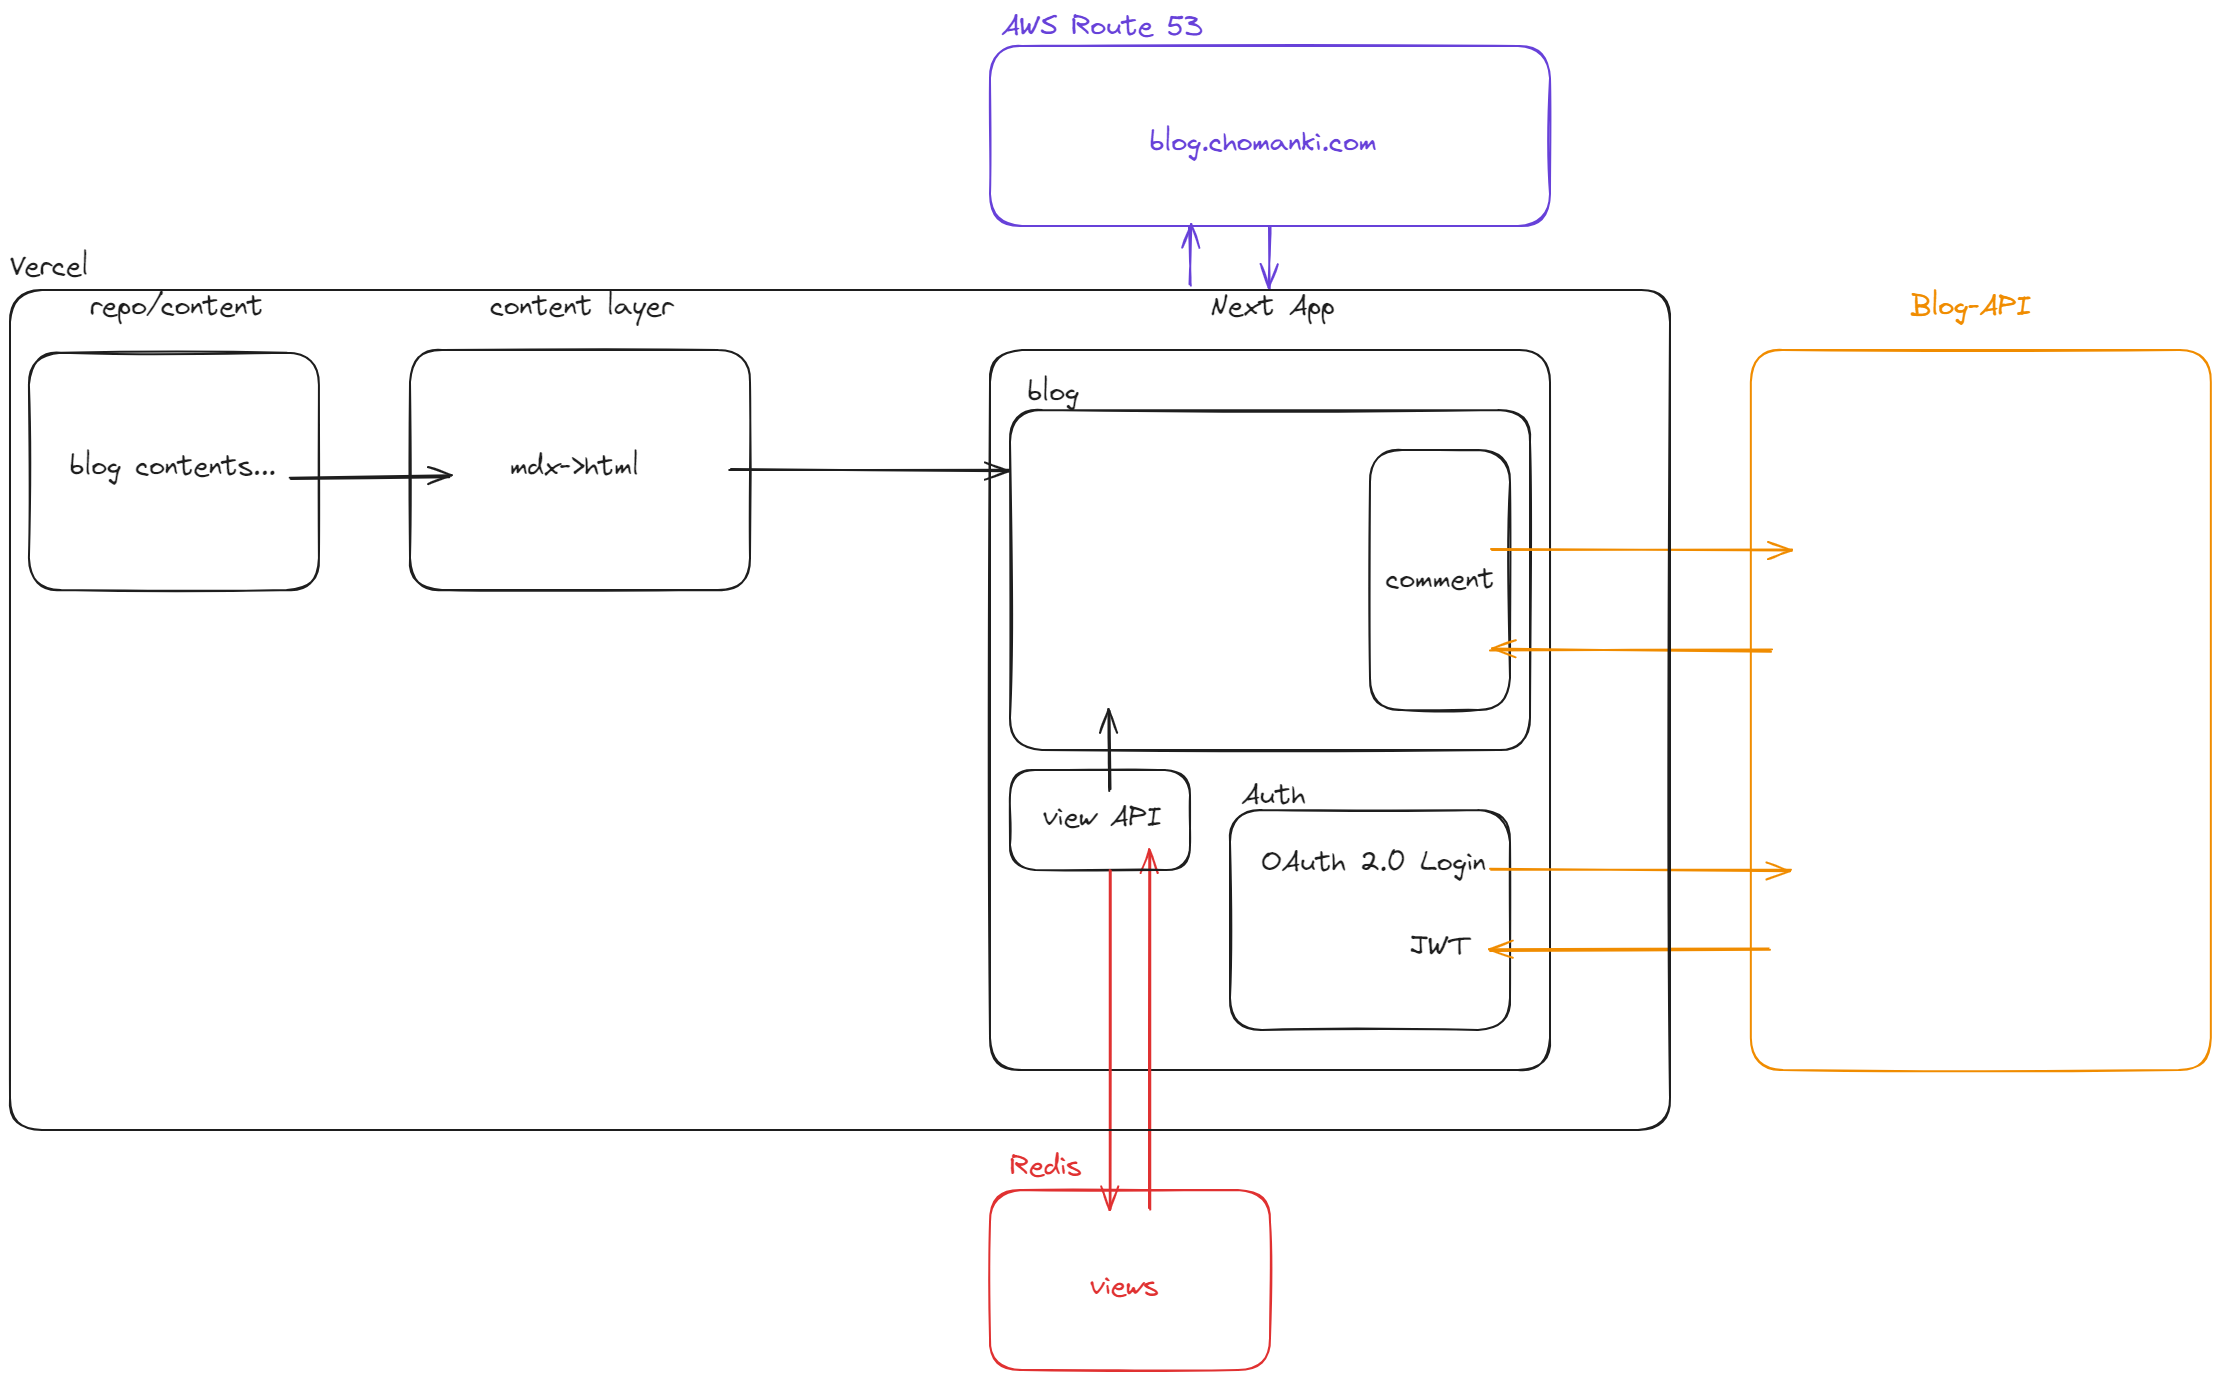 AWS Route 53
blog.chomanki.com
Vercel
repo/content
content layer
Next App
Blog-API
blog
blog contents...
mdx->html
comment
view API
Auth
OAuth 2.0 Login
JWT
Redis
views